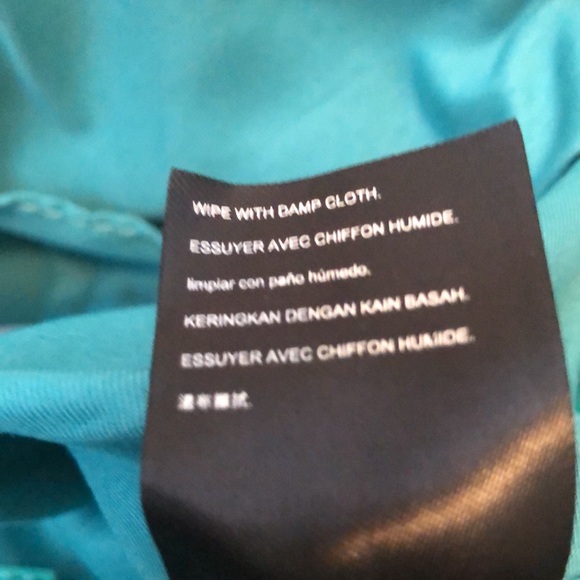 WIPE WITH DAMP CLOTH.
ESSUYER AVEC CHIFFON HUMIDE.
limpiar con paño húmedo.
KERINGKAN DENGAN KAIN BASAH.
ESSUYER AVEC CHIFFON HUMIDE.